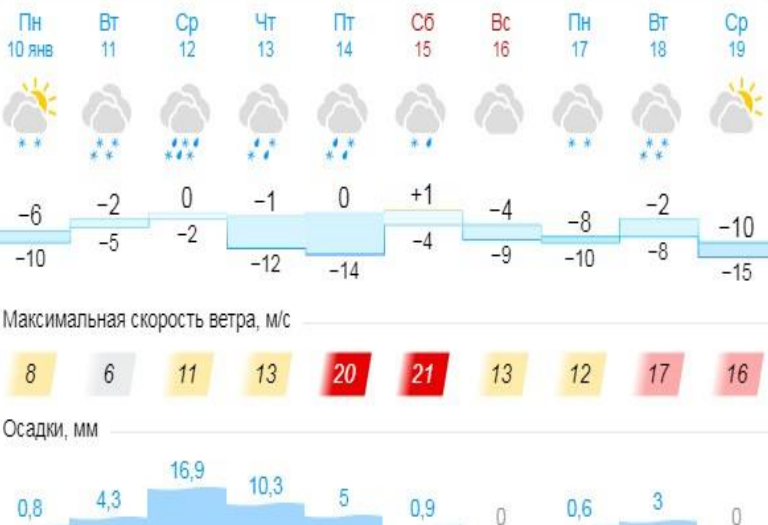 Пн Вт Ср Чт Пт Сб Вс Пн Вт Ср
10 янв 11 12 13 14 15 16 17 18 19
−6 −2 0 −1 0 +1 −4 −8 −2 −10
−10 −5 −2 −12 −14 −4 −9 −10 −8 −15
Максимальная скорость ветра, м/с
8 6 11 13 20 21 13 12 17 16
Осадки, мм
0,8 4,3 16,9 10,3 5 0,9 0 0,6 3 0